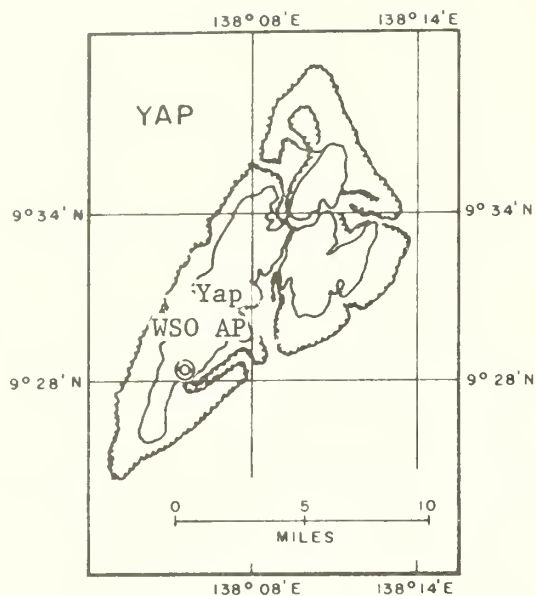 138° 08' E 138° 14' E
YAP
9° 34' N 9° 34' N
Yap
WSO AP
9° 28' N 9° 28' N
0 5 10
MILES
138° 08' E 138° 14' E